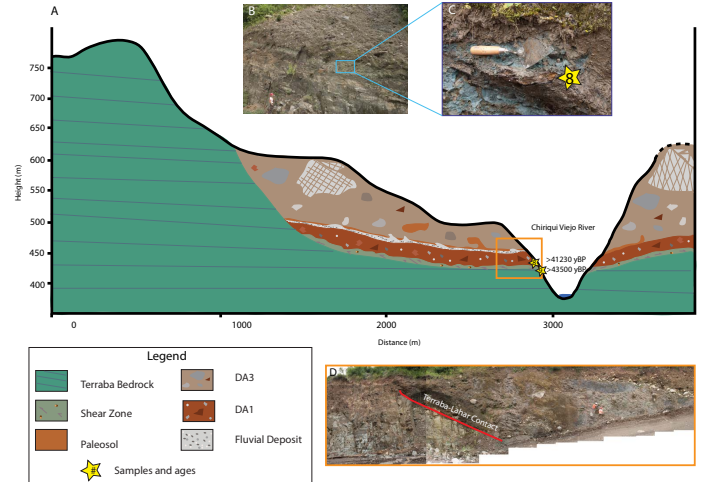 A
B
C
8
750
700
650
600
550
500
450
400
Height (m)
Chiriqui Viejo River
>41230 yBP
>43500 yBP
0
1000
2000
3000
Distance (m)
Legend
Terraba Bedrock
DA3
Shear Zone
DA1
Paleosol
Fluvial Deposit
#
Samples and ages
D
Terraba-Lahar Contact